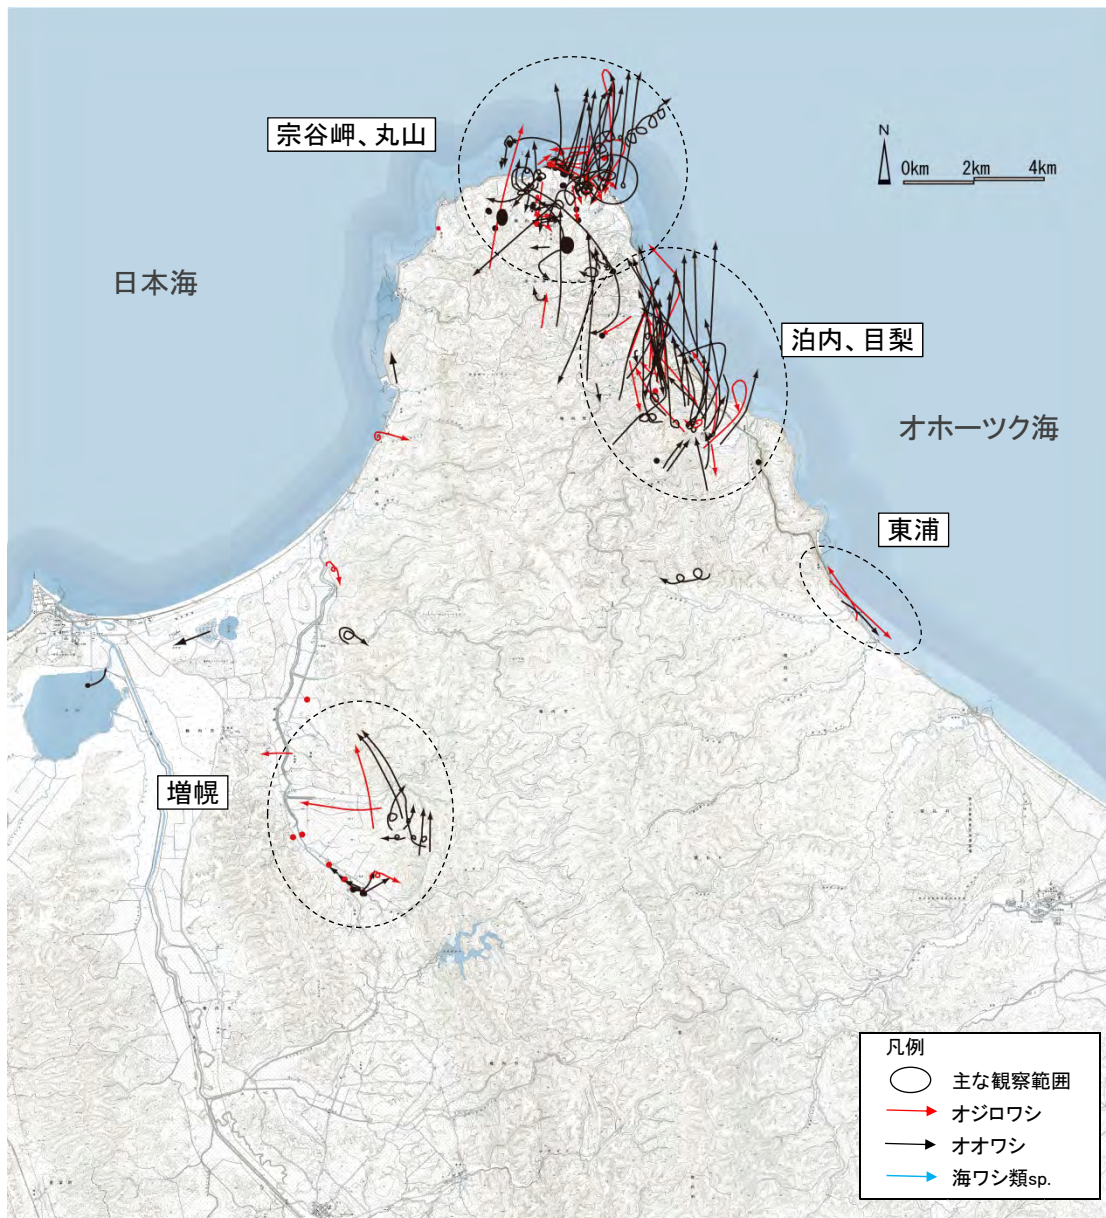 宗谷岬、丸山
N
0km 2km 4km
日本海
泊内、目梨
オホーツク海
東浦
増幌
凡例
主な観察範囲
オジロワシ
オオワシ
海ワシ類sp.